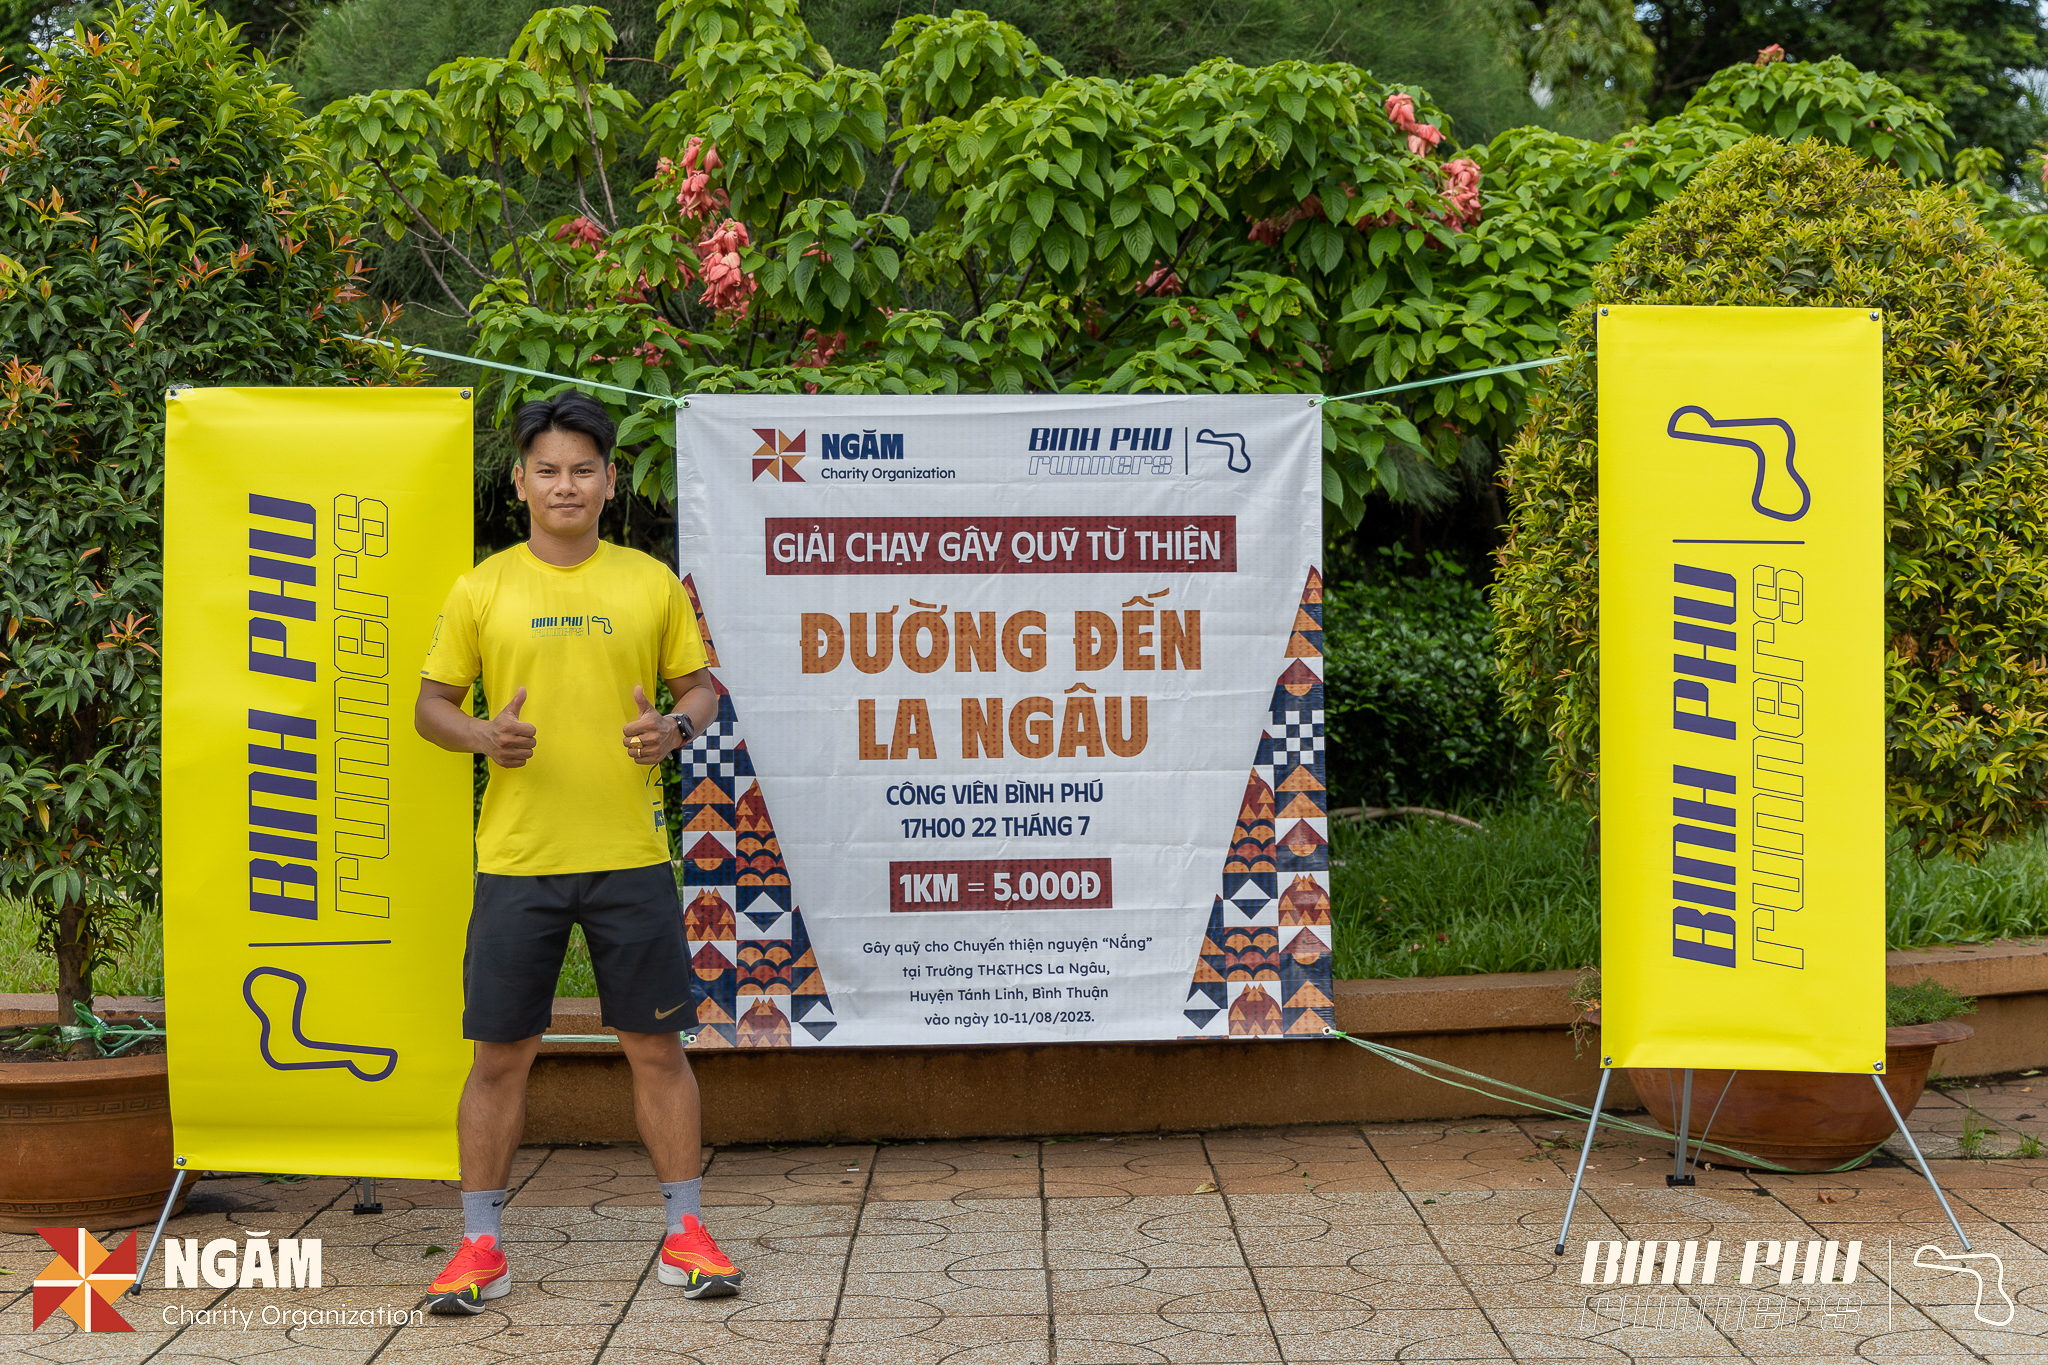 BINH PHU
runners
BINH PHU
runners
NGĂM
Charity Organization
BINH PHU
runners
GIẢI CHẠY GÂY QUỸ TỪ THIỆN
ĐƯỜNG ĐẾN
LA NGÂU
CÔNG VIÊN BÌNH PHÚ
17H00 22 THÁNG 7
1KM = 5.000Đ
Gây quỹ cho Chuyến thiện nguyện “Nắng”
tại Trường TH&THCS La Ngâu,
Huyện Tánh Linh, Bình Thuận
vào ngày 10-11/08/2023.
BINH PHU
runners
NGĂM
Charity Organization
BINH PHU
runners